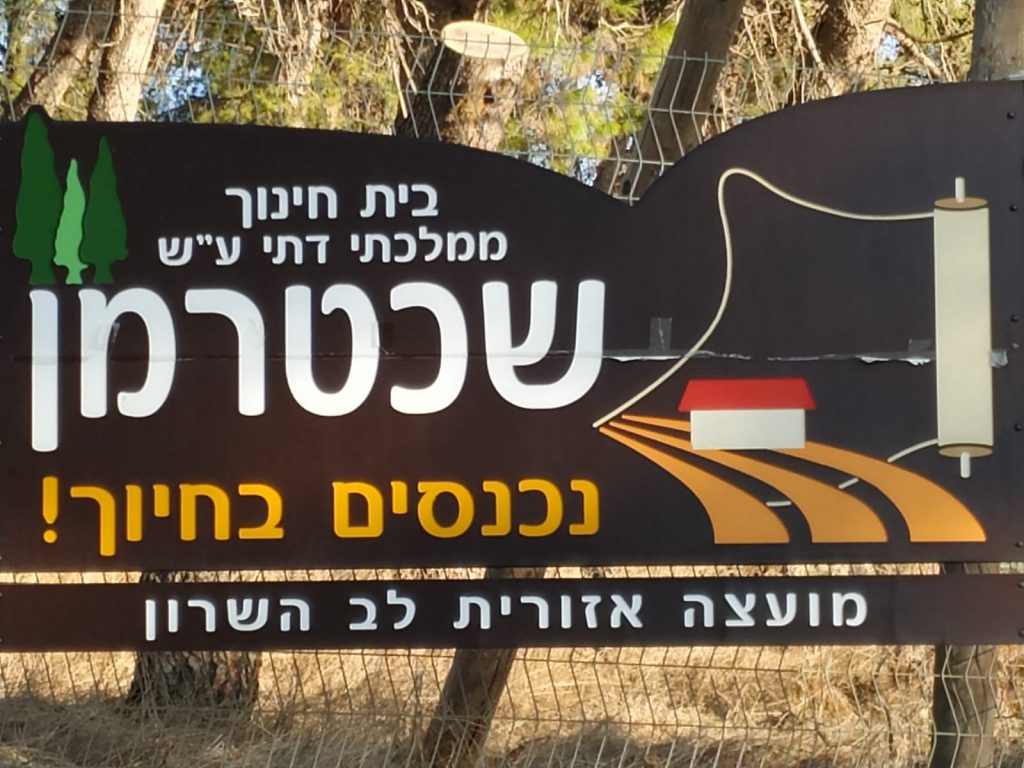 בית חינוך
ממלכתי דתי ע"ש
שכטרמן
נכנסים בחיוך!
מועצה אזורית לב השרון